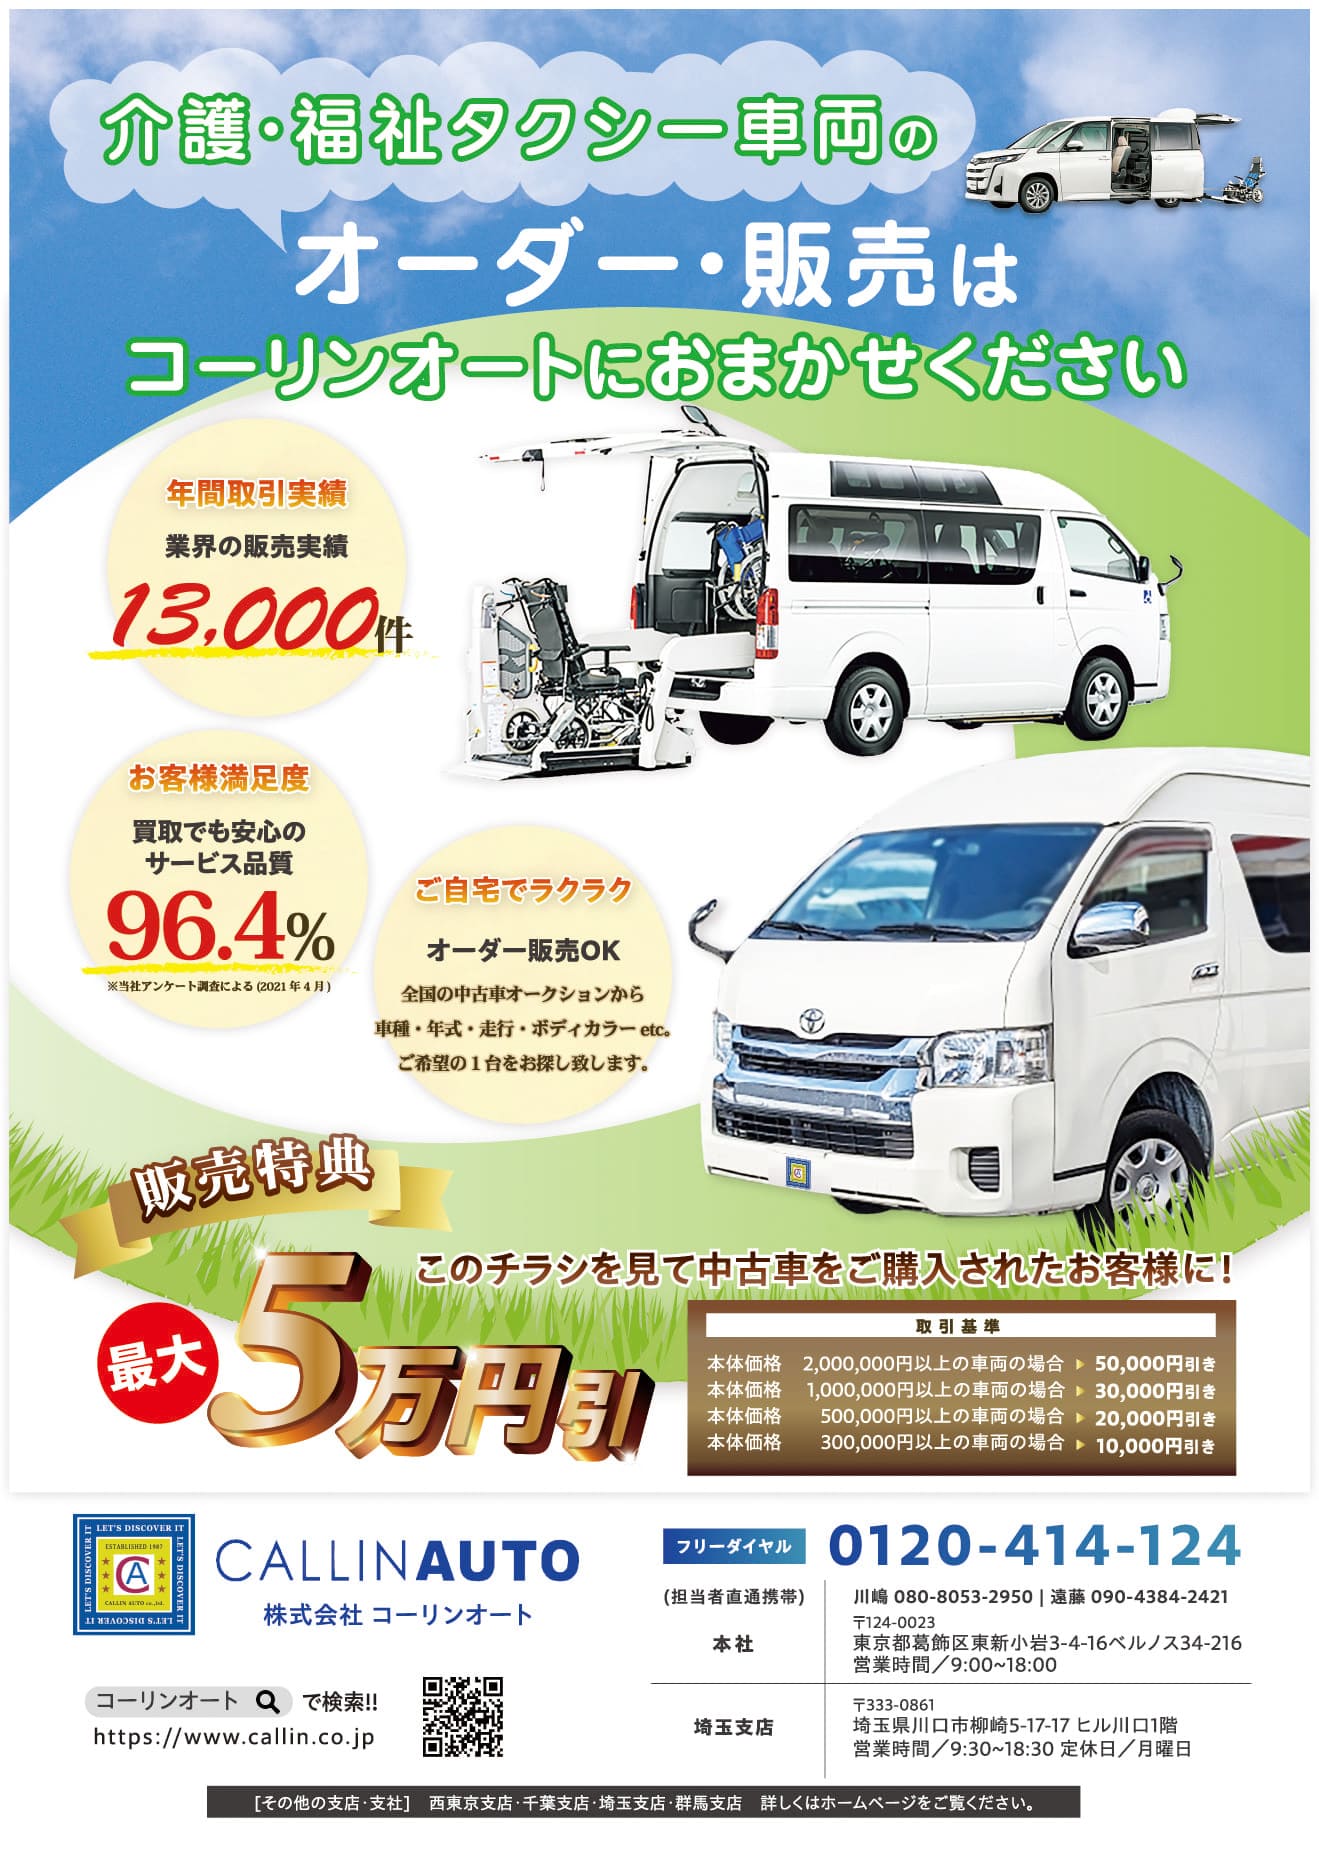 介護・福祉タクシー車両の
オーダー・販売は
コーリンオートにおまかせください
年間取引実績
業界の販売実績
13,000件
お客様満足度
買取でも安心の
サービス品質
96.4%
※当社アンケート調査による(2021年4月)
ご自宅でラクラク
オーダー販売OK
全国の中古車オークションから
車種・年式・走行・ボディカラーetc。
ご希望の1台をお探し致します。
販売特典
このチラシを見て中古車をご購入されたお客様に!
最大
5万円引
取引基準
本体価格 2,000,000円以上の車両の場合 ▶ 50,000円引き
本体価格 1,000,000円以上の車両の場合 ▶ 30,000円引き
本体価格 500,000円以上の車両の場合 ▶ 20,000円引き
本体価格 300,000円以上の車両の場合 ▶ 10,000円引き
LET'S DISCOVER IT
LET'S DISCOVER IT
LET'S DISCOVER IT
LET'S DISCOVER IT
ESTABLISHED 1987
CA
CALLIN AUTO co.,ltd.
CALLINAUTO
株式会社 コーリンオート
コーリンオート で検索!!
https://www.callin.co.jp
フリーダイヤル 0120-414-124
(担当者直通携帯) 川嶋 080-8053-2950 | 遠藤 090-4384-2421
本社
〒124-0023
東京都葛飾区東新小岩3-4-16ベルノス34-216
営業時間/9:00~18:00
埼玉支店
〒333-0861
埼玉県川口市柳崎5-17-17 ヒル川口1階
営業時間/9:30~18:30 定休日/月曜日
[その他の支店・支社] 西東京支店・千葉支店・埼玉支店・群馬支店 詳しくはホームページをご覧ください。